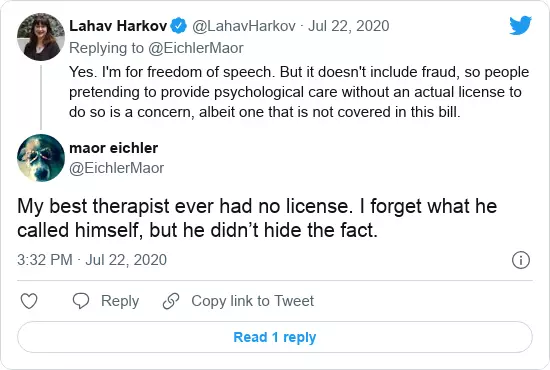 Lahav Harkov @LahavHarkov · Jul 22, 2020
Replying to @EichlerMaor
Yes. I'm for freedom of speech. But it doesn't include fraud, so people
pretending to provide psychological care without an actual license to
do so is a concern, albeit one that is not covered in this bill.
maor eichler
@EichlerMaor
My best therapist ever had no license. I forget what he
called himself, but he didn’t hide the fact.
3:32 PM · Jul 22, 2020
Reply Copy link to Tweet
Read 1 reply